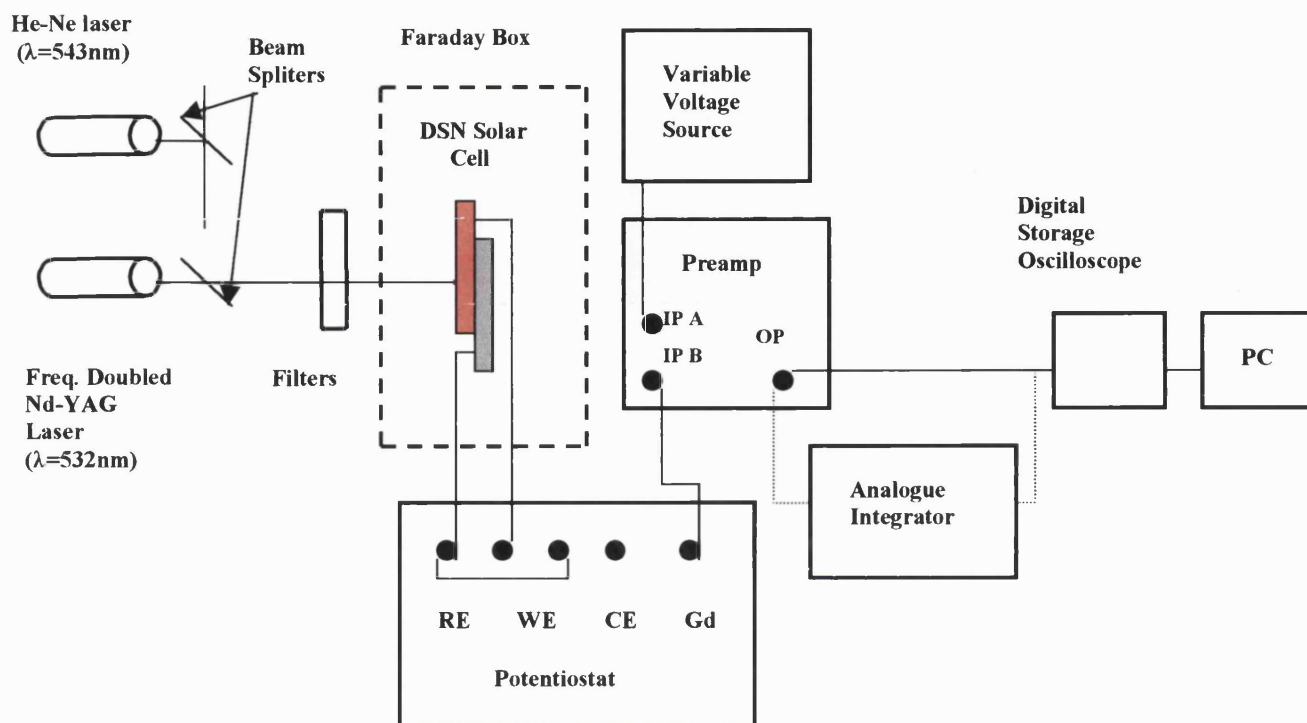 He-Ne laser
(λ=543nm)
Beam
Spliters
Faraday Box
DSN Solar
Cell
Variable
Voltage
Source
Preamp
IP A
IP B
OP
Digital
Storage
Oscilloscope
PC
Freq. Doubled
Nd-YAG
Laser
(λ=532nm)
Filters
Analogue
Integrator
RE
WE
CE
Gd
Potentiostat